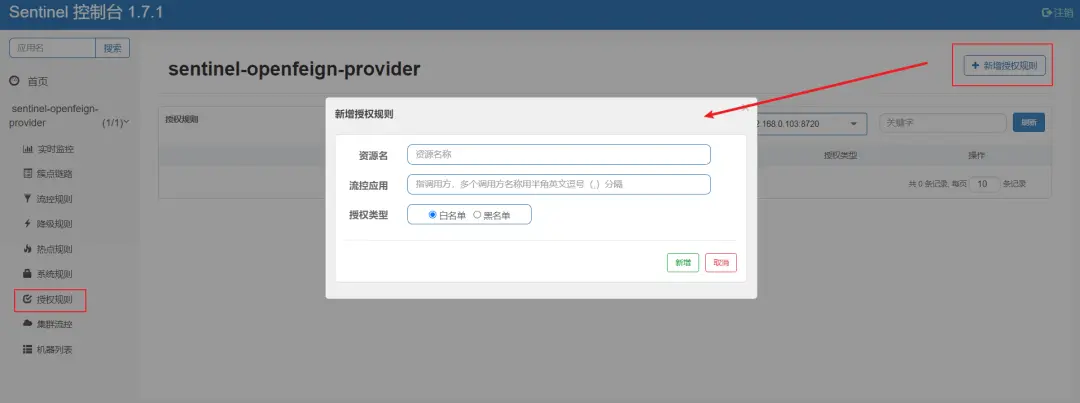 Sentinel 控制台 1.7.1
注销
应用名 搜索
首页
sentinel-openfeign-
provider (1/1)
实时监控
簇点链路
流控规则
降级规则
热点规则
系统规则
授权规则
集群流控
机器列表
sentinel-openfeign-provider
新增授权规则
授权规则
2.168.0.103:8720 关键字 刷新
授权类型 操作
共 0 条记录, 每页 10 条记录
新增授权规则
资源名 资源名称
流控应用 指调用方，多个调用方名称用半角英文逗号（,）分隔
授权类型 白名单 黑名单
新增 取消